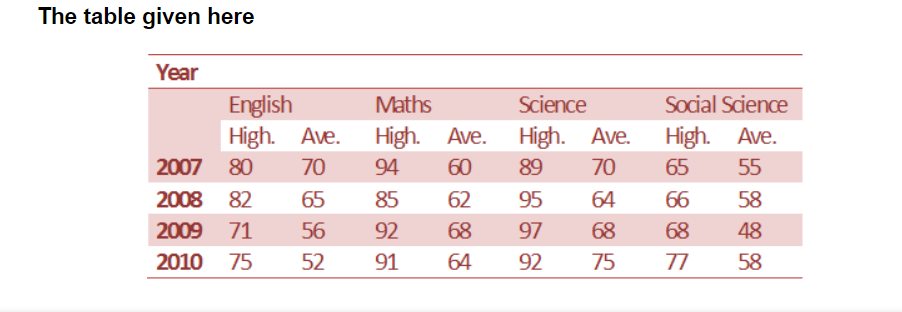 The table given here
Year
English Maths Science Social Science
High. Ave. High. Ave. High. Ave. High. Ave.
2007 80 70 94 60 89 70 65 55
2008 82 65 85 62 95 64 66 58
2009 71 56 92 68 97 68 68 48
2010 75 52 91 64 92 75 77 58